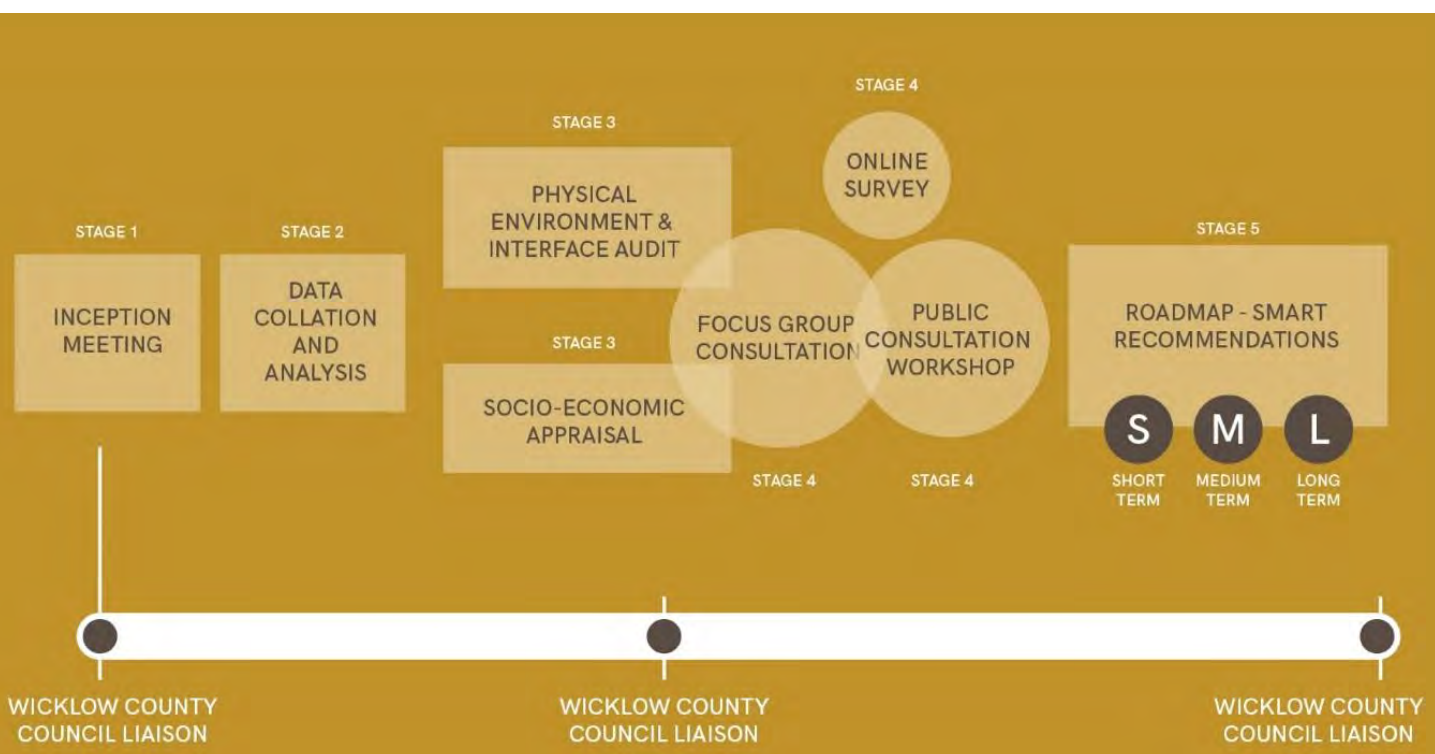 STAGE 1
INCEPTION
MEETING
STAGE 2
DATA
COLLATION
AND
ANALYSIS
STAGE 3
PHYSICAL
ENVIRONMENT &
INTERFACE AUDIT
STAGE 3
SOCIO-ECONOMIC
APPRAISAL
STAGE 4
ONLINE
SURVEY
FOCUS GROUP
CONSULTATION
STAGE 4
PUBLIC
CONSULTATION
WORKSHOP
STAGE 4
STAGE 5
ROADMAP - SMART
RECOMMENDATIONS
S
SHORT
TERM
M
MEDIUM
TERM
L
LONG
TERM
WICKLOW COUNTY
COUNCIL LIAISON
WICKLOW COUNTY
COUNCIL LIAISON
WICKLOW COUNTY
COUNCIL LIAISON